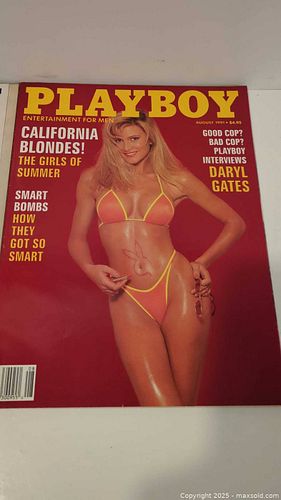 PLAYBOY
ENTERTAINMENT FOR MEN
AUGUST 1991 • $4.95
CALIFORNIA
BLONDES!
THE GIRLS OF
SUMMER
SMART
BOMBS
HOW
THEY
GOT SO
SMART
GOOD COP?
BAD COP?
PLAYBOY
INTERVIEWS
DARYL
GATES
08
Copyright © 2025 - maxsold.com